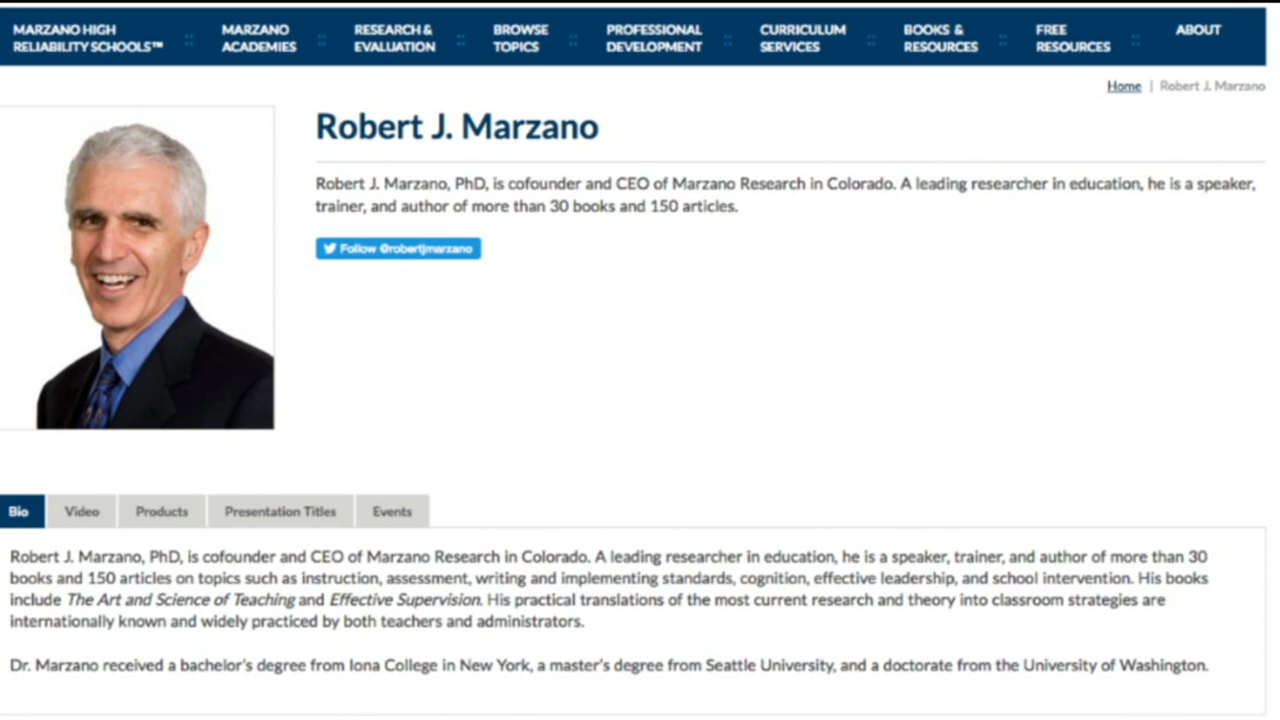 MARZANO HIGH
RELIABILITY SCHOOLS™
MARZANO
ACADEMIES
RESEARCH &
EVALUATION
BROWSE
TOPICS
PROFESSIONAL
DEVELOPMENT
CURRICULUM
SERVICES
BOOKS &
RESOURCES
FREE
RESOURCES
ABOUT
Home | Robert J. Marzano
Robert J. Marzano
Robert J. Marzano, PhD, is cofounder and CEO of Marzano Research in Colorado. A leading researcher in education, he is a speaker,
trainer, and author of more than 30 books and 150 articles.
Follow @robertjmarzano
Bio Video Products Presentation Titles Events
Robert J. Marzano, PhD, is cofounder and CEO of Marzano Research in Colorado. A leading researcher in education, he is a speaker, trainer, and author of more than 30
books and 150 articles on topics such as instruction, assessment, writing and implementing standards, cognition, effective leadership, and school intervention. His books
include The Art and Science of Teaching and Effective Supervision. His practical translations of the most current research and theory into classroom strategies are
internationally known and widely practiced by both teachers and administrators.
Dr. Marzano received a bachelor's degree from Iona College in New York, a master's degree from Seattle University, and a doctorate from the University of Washington.